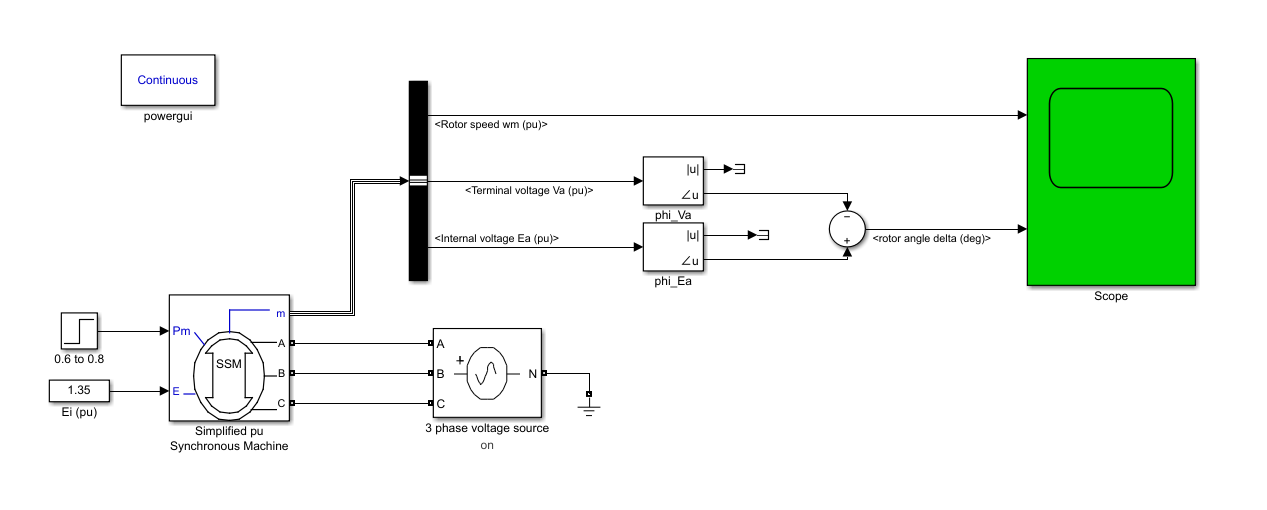 Continuous
powergui
<Rotor speed wm (pu)>
<Terminal voltage Va (pu)>
<Internal voltage Ea (pu)>
|u|
∠u
phi_Va
|u|
∠u
phi_Ea
−
+
<rotor angle delta (deg)>
Scope
0.6 to 0.8
1.35
Ei (pu)
Pm
E
SSM
m
A
B
C
Simplified pu
Synchronous Machine
A
B
C
+
N
3 phase voltage source
on